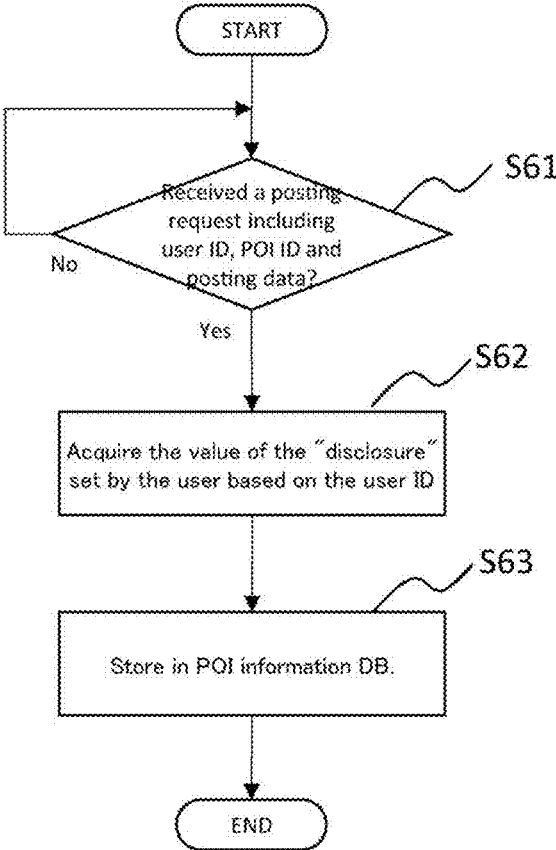 START
S61
Received a posting
request including
user ID, POI ID and
posting data?
No
Yes
S62
Acquire the value of the "disclosure"
set by the user based on the user ID
S63
Store in POI information DB.
END